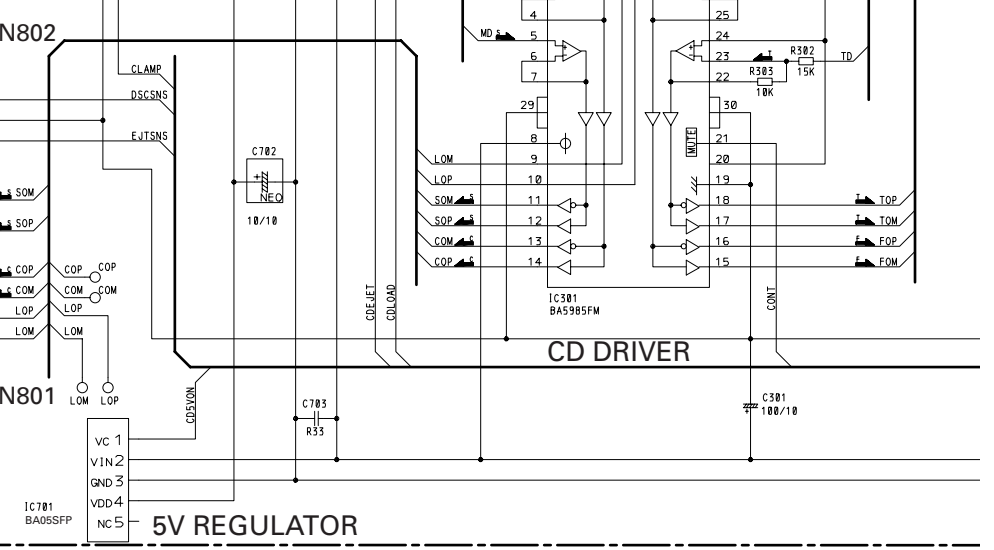 N802
CLAMP
DSCSNS
EJTSNS
C702
+
NEO
10/10
S SOM
S SOP
C COP
C COM
LOP
LOM
COP
COP
COM
COM
LOP
LOM
LOM
LOP
N801
CD5VON
CDEJET
CDLOAD
C703
R33
VC 1
VIN 2
GND 3
VDD 4
NC 5
IC701
BA05SFP
5V REGULATOR
MD S
4
5
6
7
29
8
9
10
11
12
13
14
LOM
LOP
SOM S
SOP S
COM C
COP C
25
24
23
22
30
21
20
19
18
17
16
15
MUTE
T
R302
15K
R303
10K
TD
T TOP
T TOM
F FOP
F FOM
IC301
BA5985FM
CONT
CD DRIVER
C301
100/10